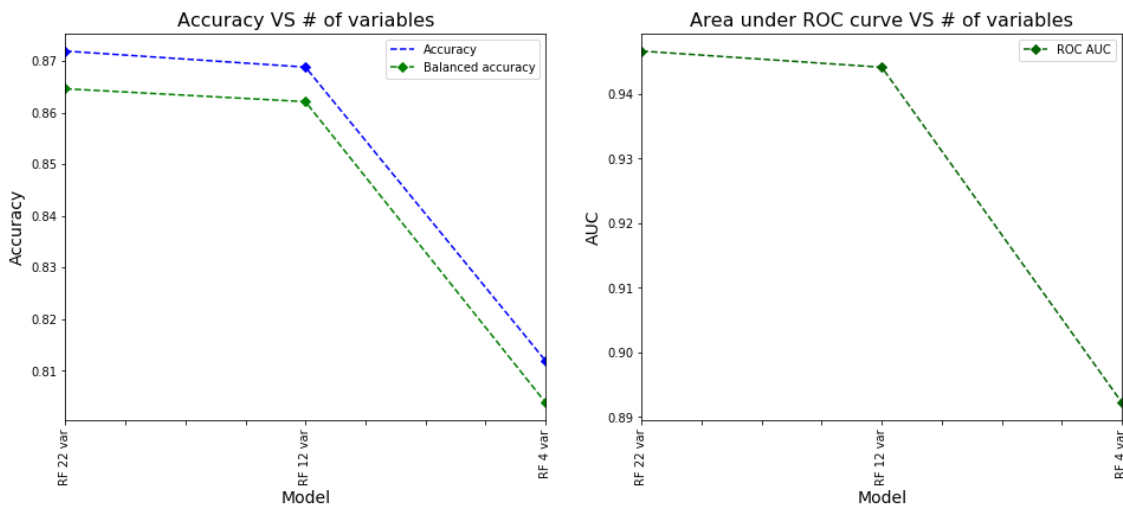 Accuracy VS # of variables
Accuracy
Balanced accuracy
0.87
0.86
0.85
0.84
0.83
0.82
0.81
Accuracy
RF 22 var
RF 12 var
RF 4 var
Model
Area under ROC curve VS # of variables
ROC AUC
0.94
0.93
0.92
0.91
0.90
0.89
AUC
RF 22 var
RF 12 var
RF 4 var
Model